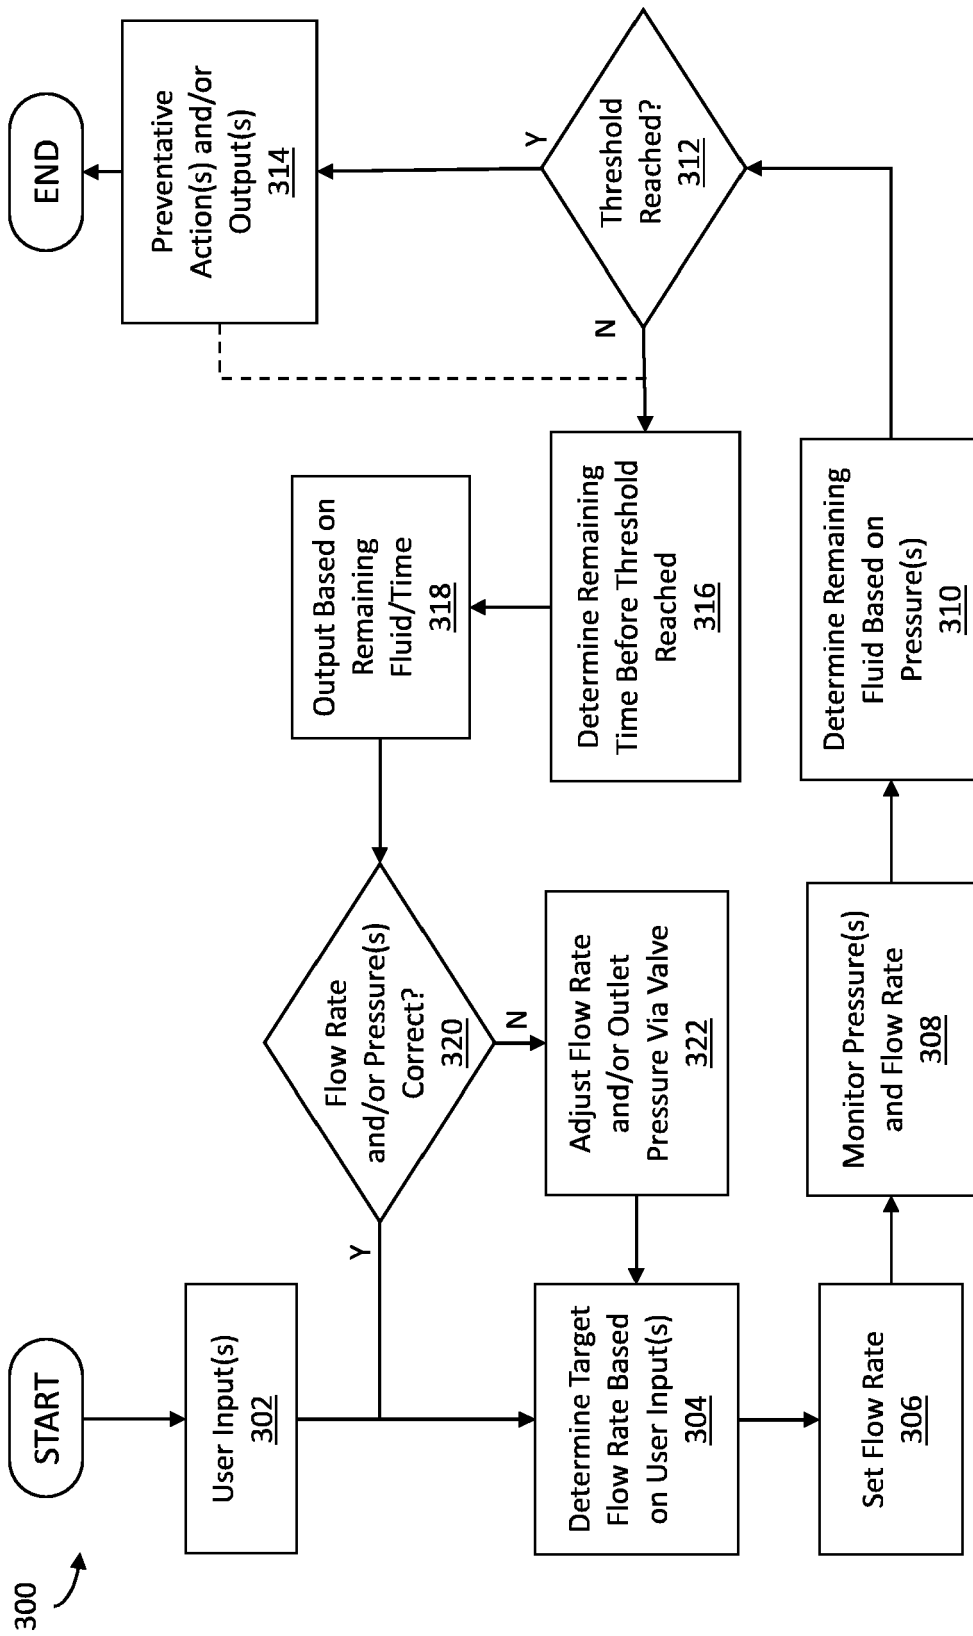 300
START
User Input(s)
302
Determine Target
Flow Rate Based
on User Input(s)
304
Set Flow Rate
306
Monitor Pressure(s)
and Flow Rate
308
Determine Remaining
Fluid Based on
Pressure(s)
310
Threshold
Reached?
312
Y
N
Preventative
Action(s) and/or
Output(s)
314
END
Determine Remaining
Time Before Threshold
Reached
316
Output Based on
Remaining
Fluid/Time
318
Flow Rate
and/or Pressure(s)
Correct?
320
Y
N
Adjust Flow Rate
and/or Outlet
Pressure Via Valve
322